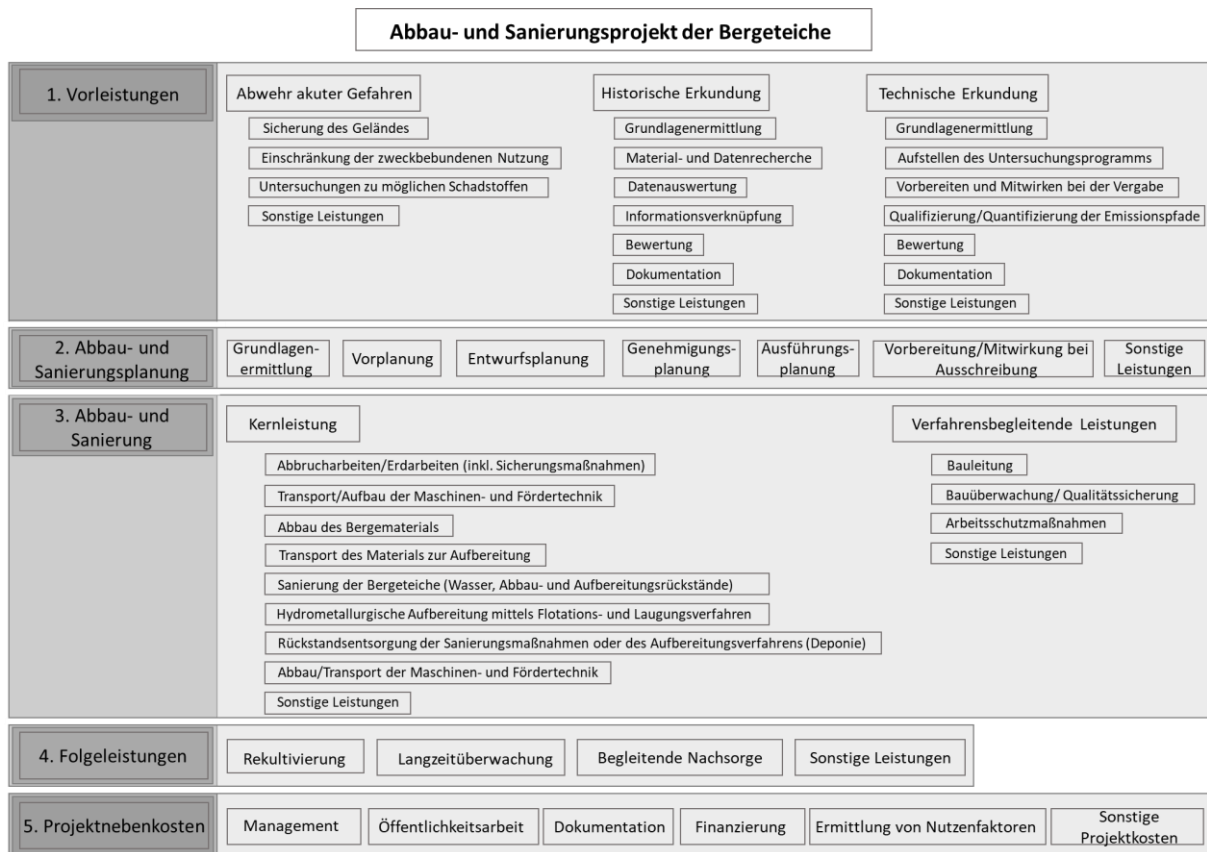 Abbau- und Sanierungsprojekt der Bergeteiche
1. Vorleistungen
Abwehr akuter Gefahren
Sicherung des Geländes
Einschränkung der zweckbebundenen Nutzung
Untersuchungen zu möglichen Schadstoffen
Sonstige Leistungen
Historische Erkundung
Grundlagenermittlung
Material- und Datenrecherche
Datenauswertung
Informationsverknüpfung
Bewertung
Dokumentation
Sonstige Leistungen
Technische Erkundung
Grundlagenermittlung
Aufstellen des Untersuchungsprogramms
Vorbereiten und Mitwirken bei der Vergabe
Qualifizierung/Quantifizierung der Emissionspfade
Bewertung
Dokumentation
Sonstige Leistungen
2. Abbau- und
Sanierungsplanung
Grundlagen-
ermittlung
Vorplanung
Entwurfsplanung
Genehmigungs-
planung
Ausführungs-
planung
Vorbereitung/Mitwirkung bei
Ausschreibung
Sonstige
Leistungen
3. Abbau- und
Sanierung
Kernleistung
Abbrucharbeiten/Erdarbeiten (inkl. Sicherungsmaßnahmen)
Transport/Aufbau der Maschinen- und Fördertechnik
Abbau des Bergematerials
Transport des Materials zur Aufbereitung
Sanierung der Bergeteiche (Wasser, Abbau- und Aufbereitungsrückstände)
Hydrometallurgische Aufbereitung mittels Flotations- und Laugungsverfahren
Rückstandsentsorgung der Sanierungsmaßnahmen oder des Aufbereitungsverfahrens (Deponie)
Abbau/Transport der Maschinen- und Fördertechnik
Sonstige Leistungen
Verfahrensbegleitende Leistungen
Bauleitung
Bauüberwachung/ Qualitätssicherung
Arbeitsschutzmaßnahmen
Sonstige Leistungen
4. Folgeleistungen
Rekultivierung
Langzeitüberwachung
Begleitende Nachsorge
Sonstige Leistungen
5. Projektnebenkosten
Management
Öffentlichkeitsarbeit
Dokumentation
Finanzierung
Ermittlung von Nutzenfaktoren
Sonstige
Projektkosten